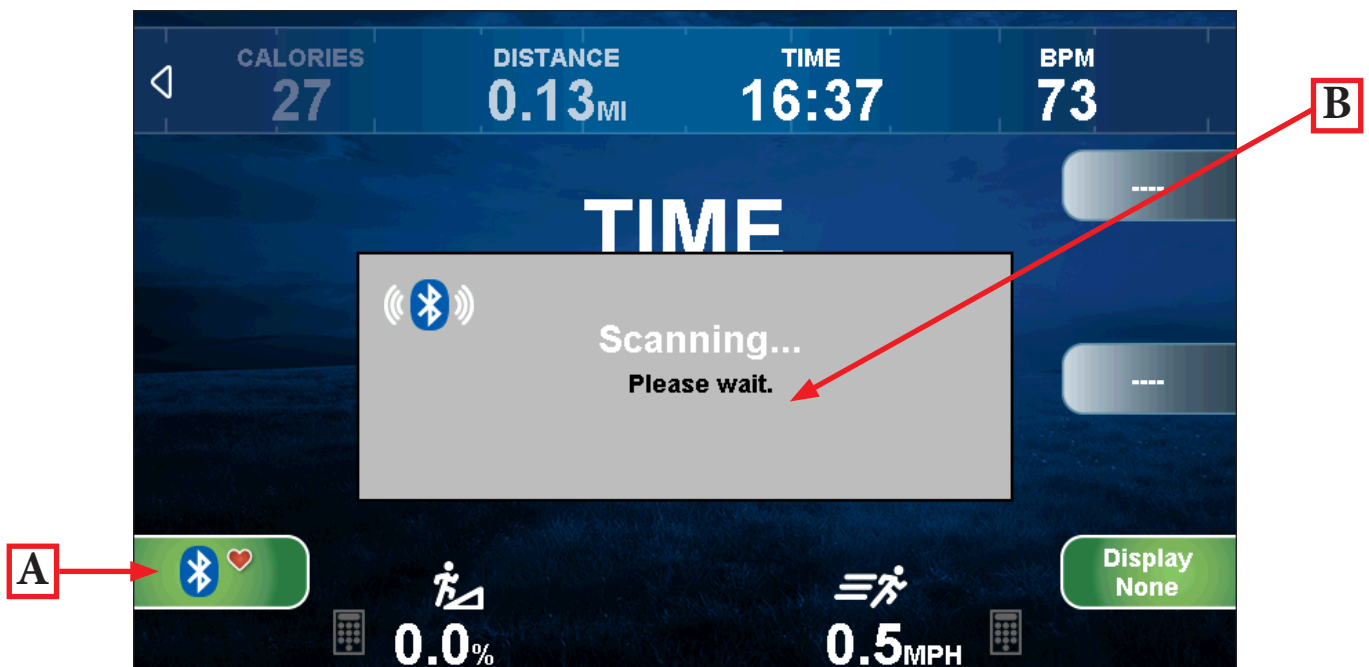 CALORIES
27
DISTANCE
0.13MI
TIME
16:37
BPM
73
B
----
TIME
Scanning...
Please wait.
----
A
Display
None
0.0%
0.5MPH